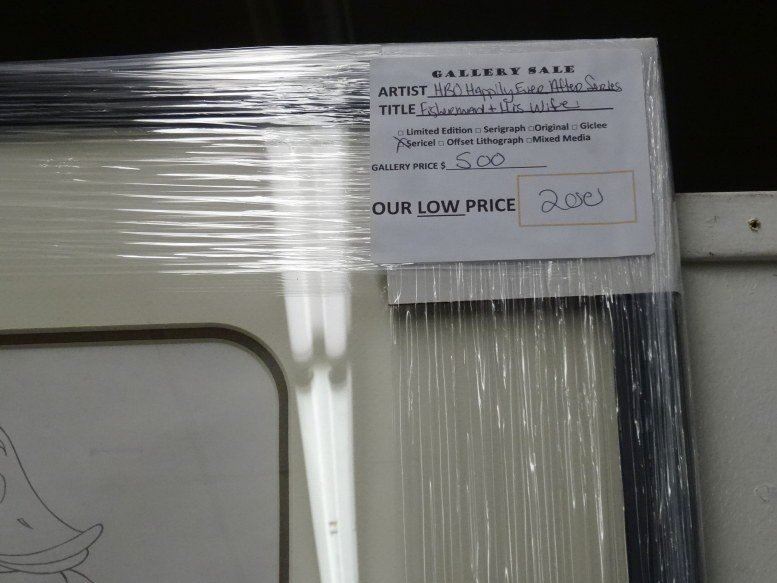 GALLERY SALE
ARTIST HBO Happily Ever After Series
TITLE Fisherman + His Wife
□ Limited Edition □ Serigraph □ Original □ Giclee
X Sericel □ Offset Lithograph □ Mixed Media
GALLERY PRICE $ 500
OUR LOW PRICE 200